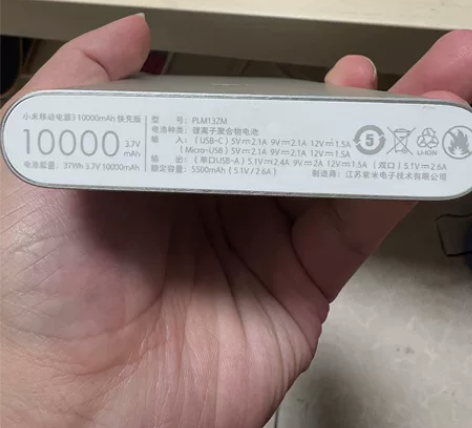 小米移动电源3 10000mAh 快充版
10000 3.7V mAh
电池能量：37Wh 3.7V 10000mAh
型 号：PLM13ZM
电池种类：锂离子聚合物电池
输 入：（USB-C）5V⎓2.1A 9V⎓2.1A 12V⎓1.5A
（Micro-USB）5V⎓2.1A 9V⎓2.1A 12V⎓1.5A
输 出：（单口USB-A）5.1V⎓2.4A 9V⎓2A 12V⎓1.5A（双口）5.1V⎓2.6A
额定容量：5500mAh（5.1V/2.6A）
制造商：江苏紫米电子技术有限公司
5
LI-ION